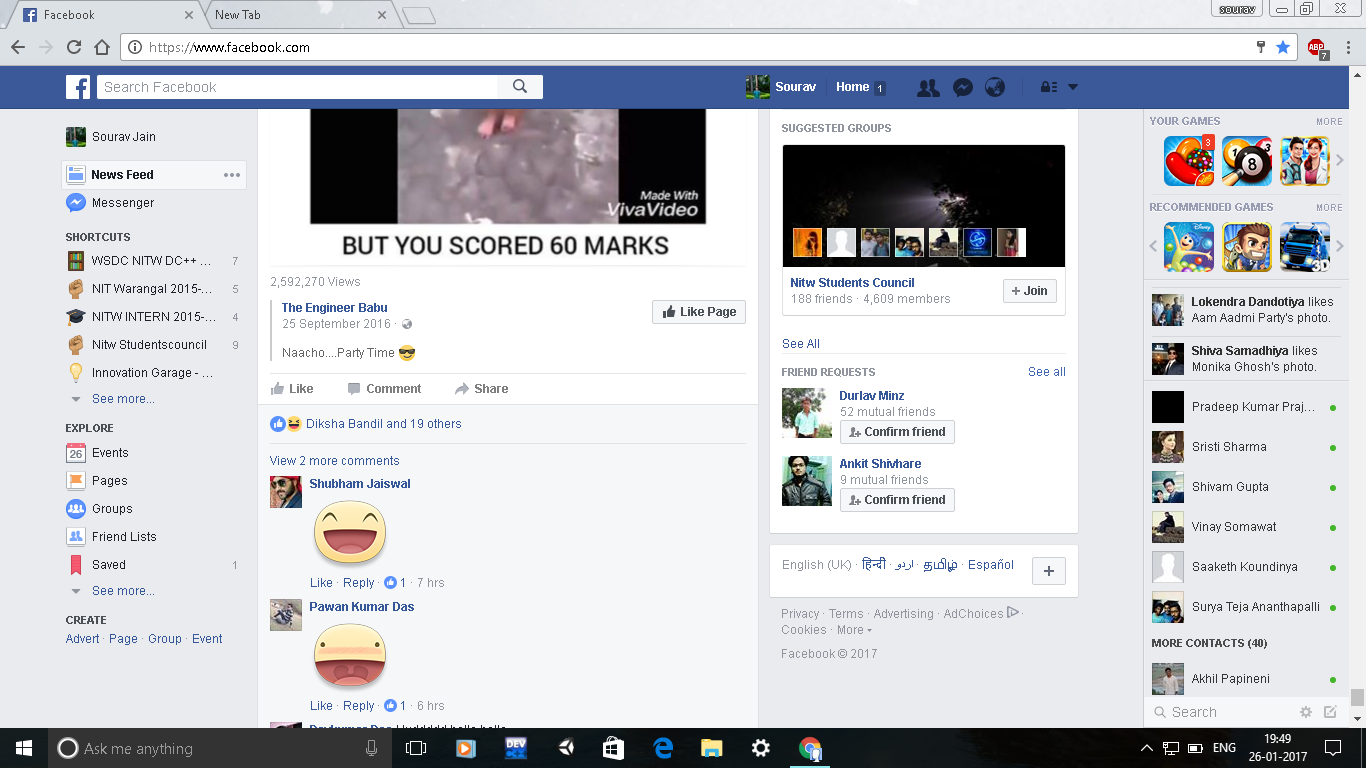 Facebook
New Tab
sourav
https://www.facebook.com
ABP
7
Search Facebook
Sourav
Home 1
Sourav Jain
News Feed
Messenger
SHORTCUTS
WSDC NITW DC++ ... 7
NIT Warangal 2015-... 5
NITW INTERN 2015-... 4
Nitw Studentscouncil 9
Innovation Garage - ...
See more...
EXPLORE
26 Events
Pages
Groups
Friend Lists
Saved 1
See more...
CREATE
Advert · Page · Group · Event
Made With
VivaVideo
BUT YOU SCORED 60 MARKS
2,592,270 Views
The Engineer Babu
25 September 2016 ·
Like Page
Naacho....Party Time 😎
Like Comment Share
Diksha Bandil and 19 others
View 2 more comments
Shubham Jaiswal
Like · Reply · 1 · 7 hrs
Pawan Kumar Das
Like · Reply · 1 · 6 hrs
SUGGESTED GROUPS
Nitw Students Council
188 friends · 4,609 members
+ Join
See All
FRIEND REQUESTS See all
Durlav Minz
52 mutual friends
Confirm friend
Ankit Shivhare
9 mutual friends
Confirm friend
English (UK) · हिन्दी · اردو · தமிழ் · Español
+
Privacy · Terms · Advertising · AdChoices ·
Cookies · More
Facebook © 2017
YOUR GAMES MORE
3
1 3 8
RECOMMENDED GAMES MORE
Disney
3D
Lokendra Dandotiya likes
Aam Aadmi Party's photo.
Shiva Samadhiya likes
Monika Ghosh's photo.
Pradeep Kumar Praj...
Sristi Sharma
Shivam Gupta
Vinay Somawat
Saaketh Koundinya
Surya Teja Ananthapalli
MORE CONTACTS (40)
Akhil Papineni
Search
Ask me anything
DEV
ENG
19:49
26-01-2017